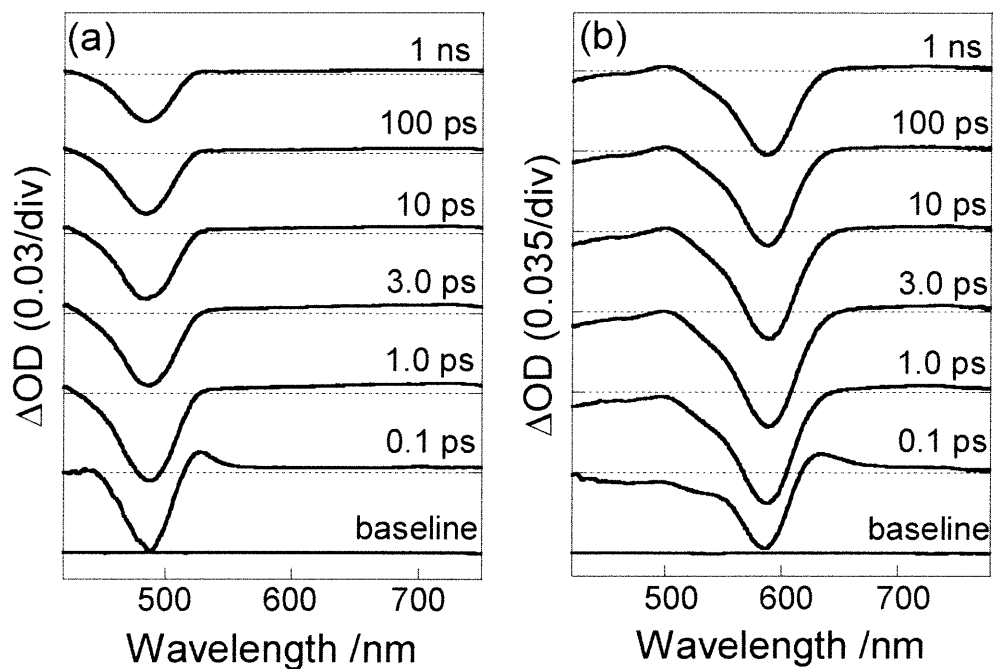 (a)
1 ns
100 ps
10 ps
3.0 ps
1.0 ps
0.1 ps
baseline
ΔOD (0.03/div)
500 600 700
Wavelength /nm
(b)
1 ns
100 ps
10 ps
3.0 ps
1.0 ps
0.1 ps
baseline
ΔOD (0.035/div)
500 600 700
Wavelength /nm